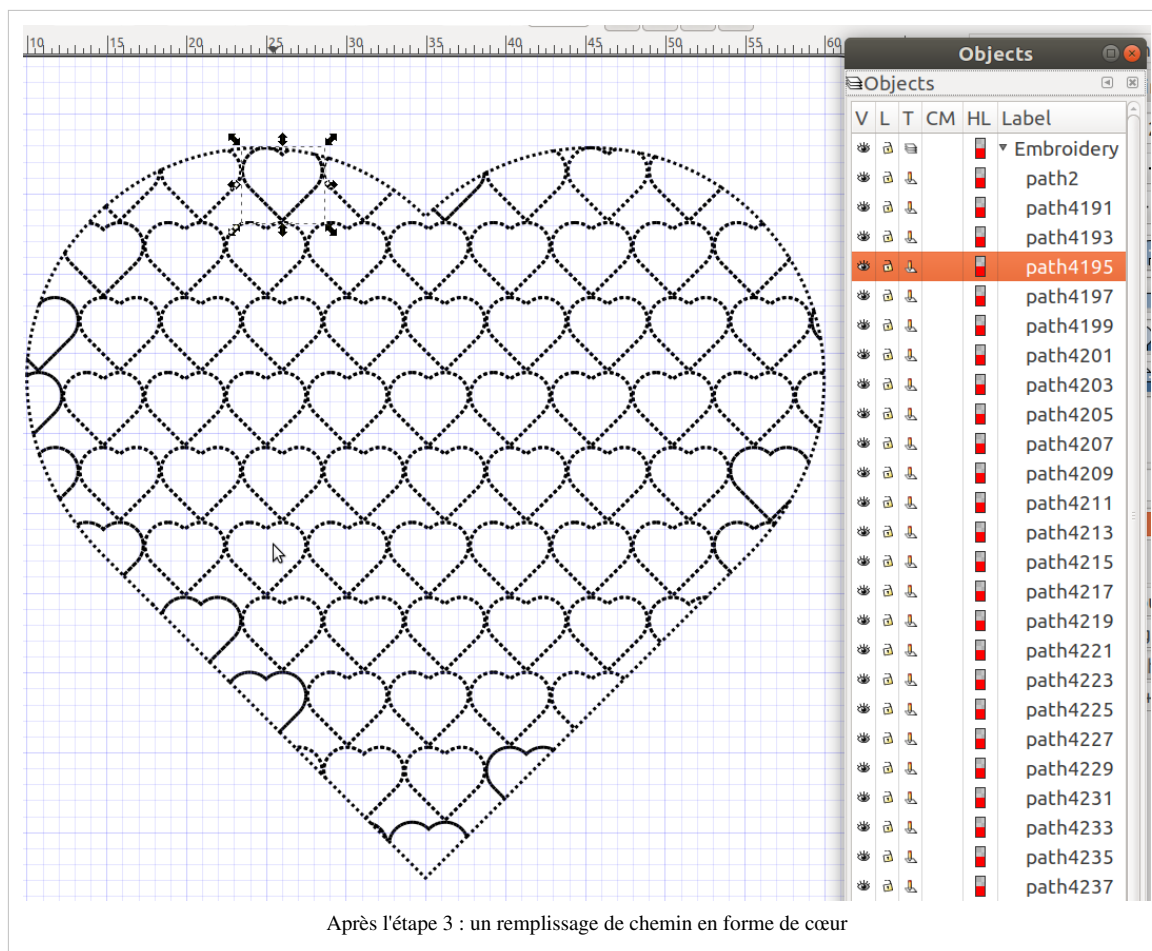 10 15 20 25 30 35 40 45 50 55 60
Objects
Objects
V L T CM HL Label
Embroidery
path2
path4191
path4193
path4195
path4197
path4199
path4201
path4203
path4205
path4207
path4209
path4211
path4213
path4215
path4217
path4219
path4221
path4223
path4225
path4227
path4229
path4231
path4233
path4235
path4237
Après l'étape 3 : un remplissage de chemin en forme de cœur